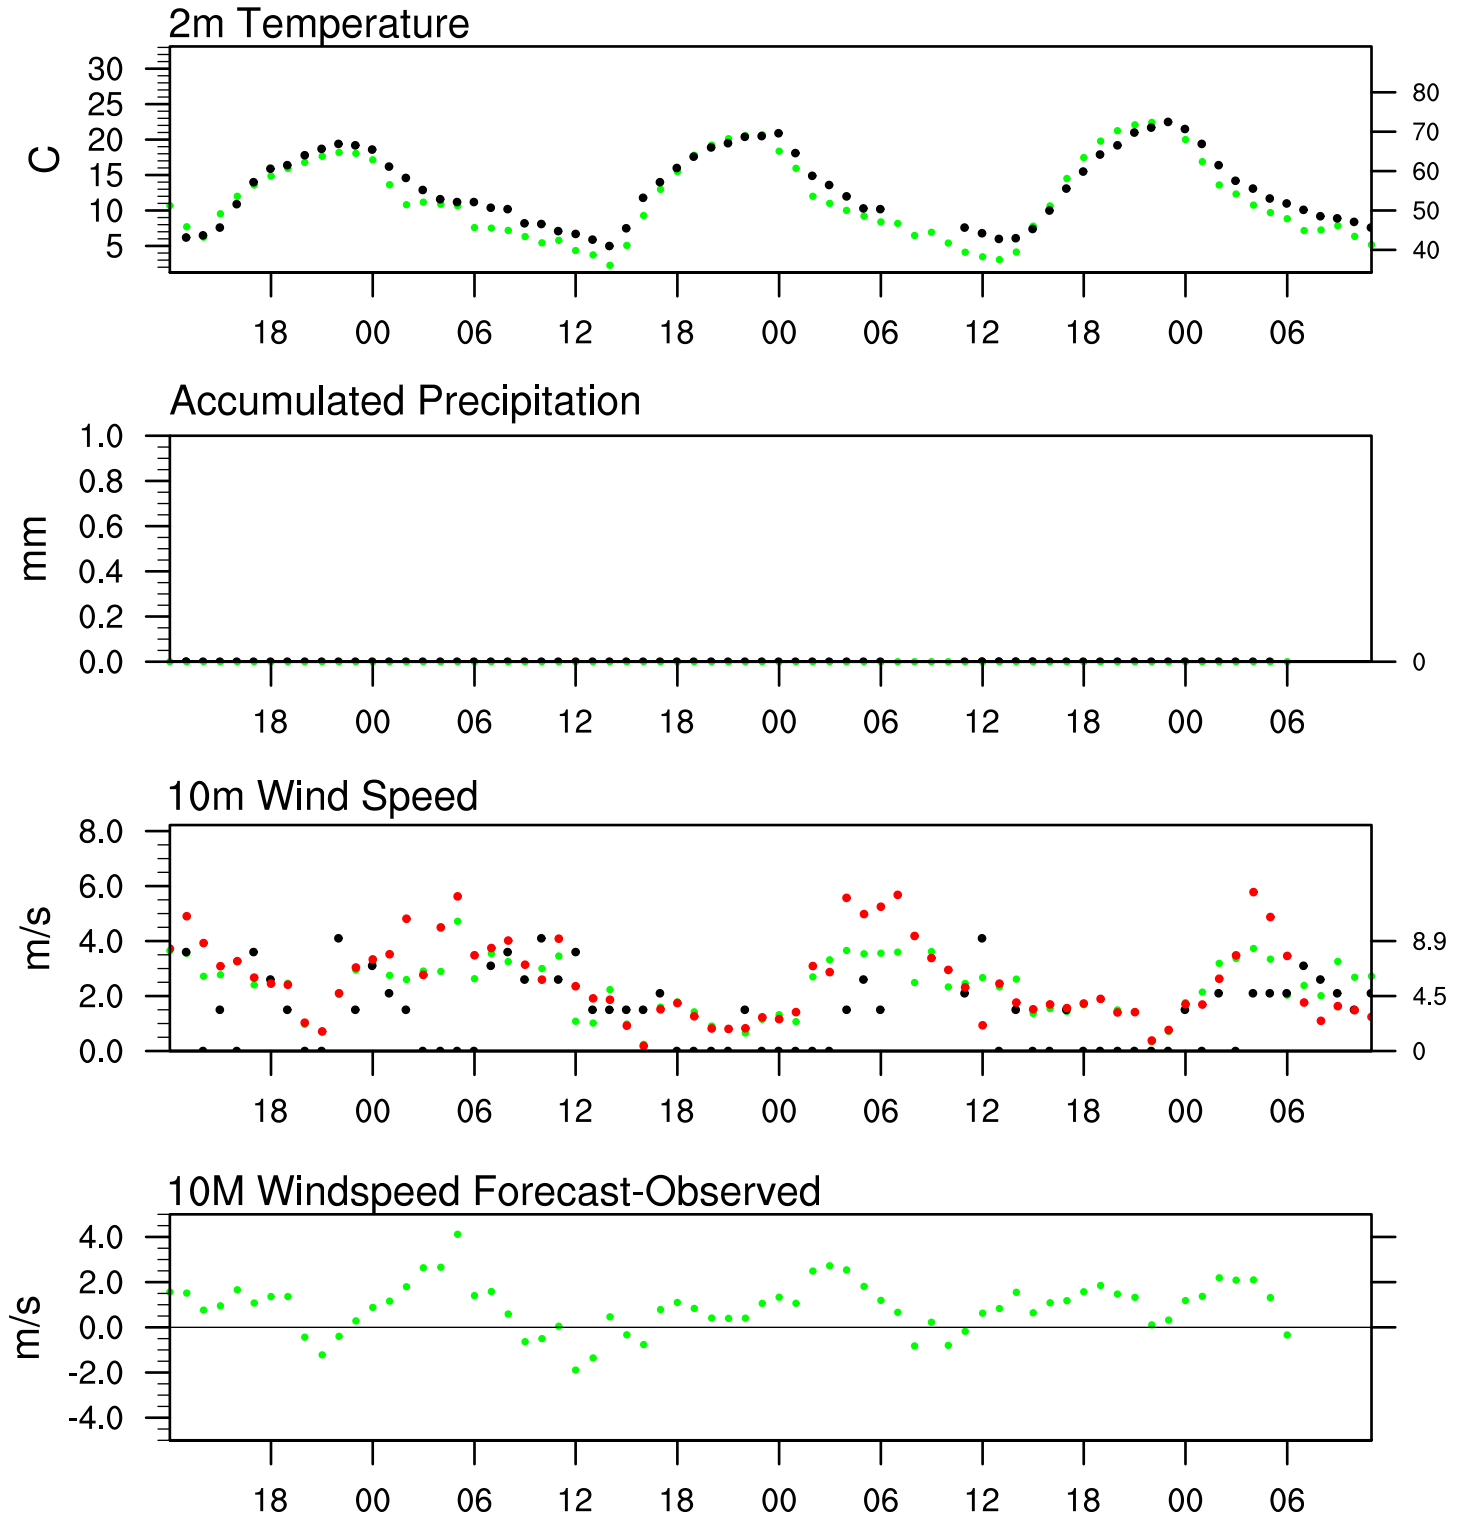 2m Temperature
30
25
20
15
10
5
C
80
70
60
50
40
18 00 06 12 18 00 06 12 18 00 06
Accumulated Precipitation
1.0
0.8
0.6
0.4
0.2
0.0
mm
0
18 00 06 12 18 00 06 12 18 00 06
10m Wind Speed
8.0
6.0
4.0
2.0
0.0
m/s
8.9
4.5
0
18 00 06 12 18 00 06 12 18 00 06
10M Windspeed Forecast-Observed
4.0
2.0
0.0
-2.0
-4.0
m/s
18 00 06 12 18 00 06 12 18 00 06